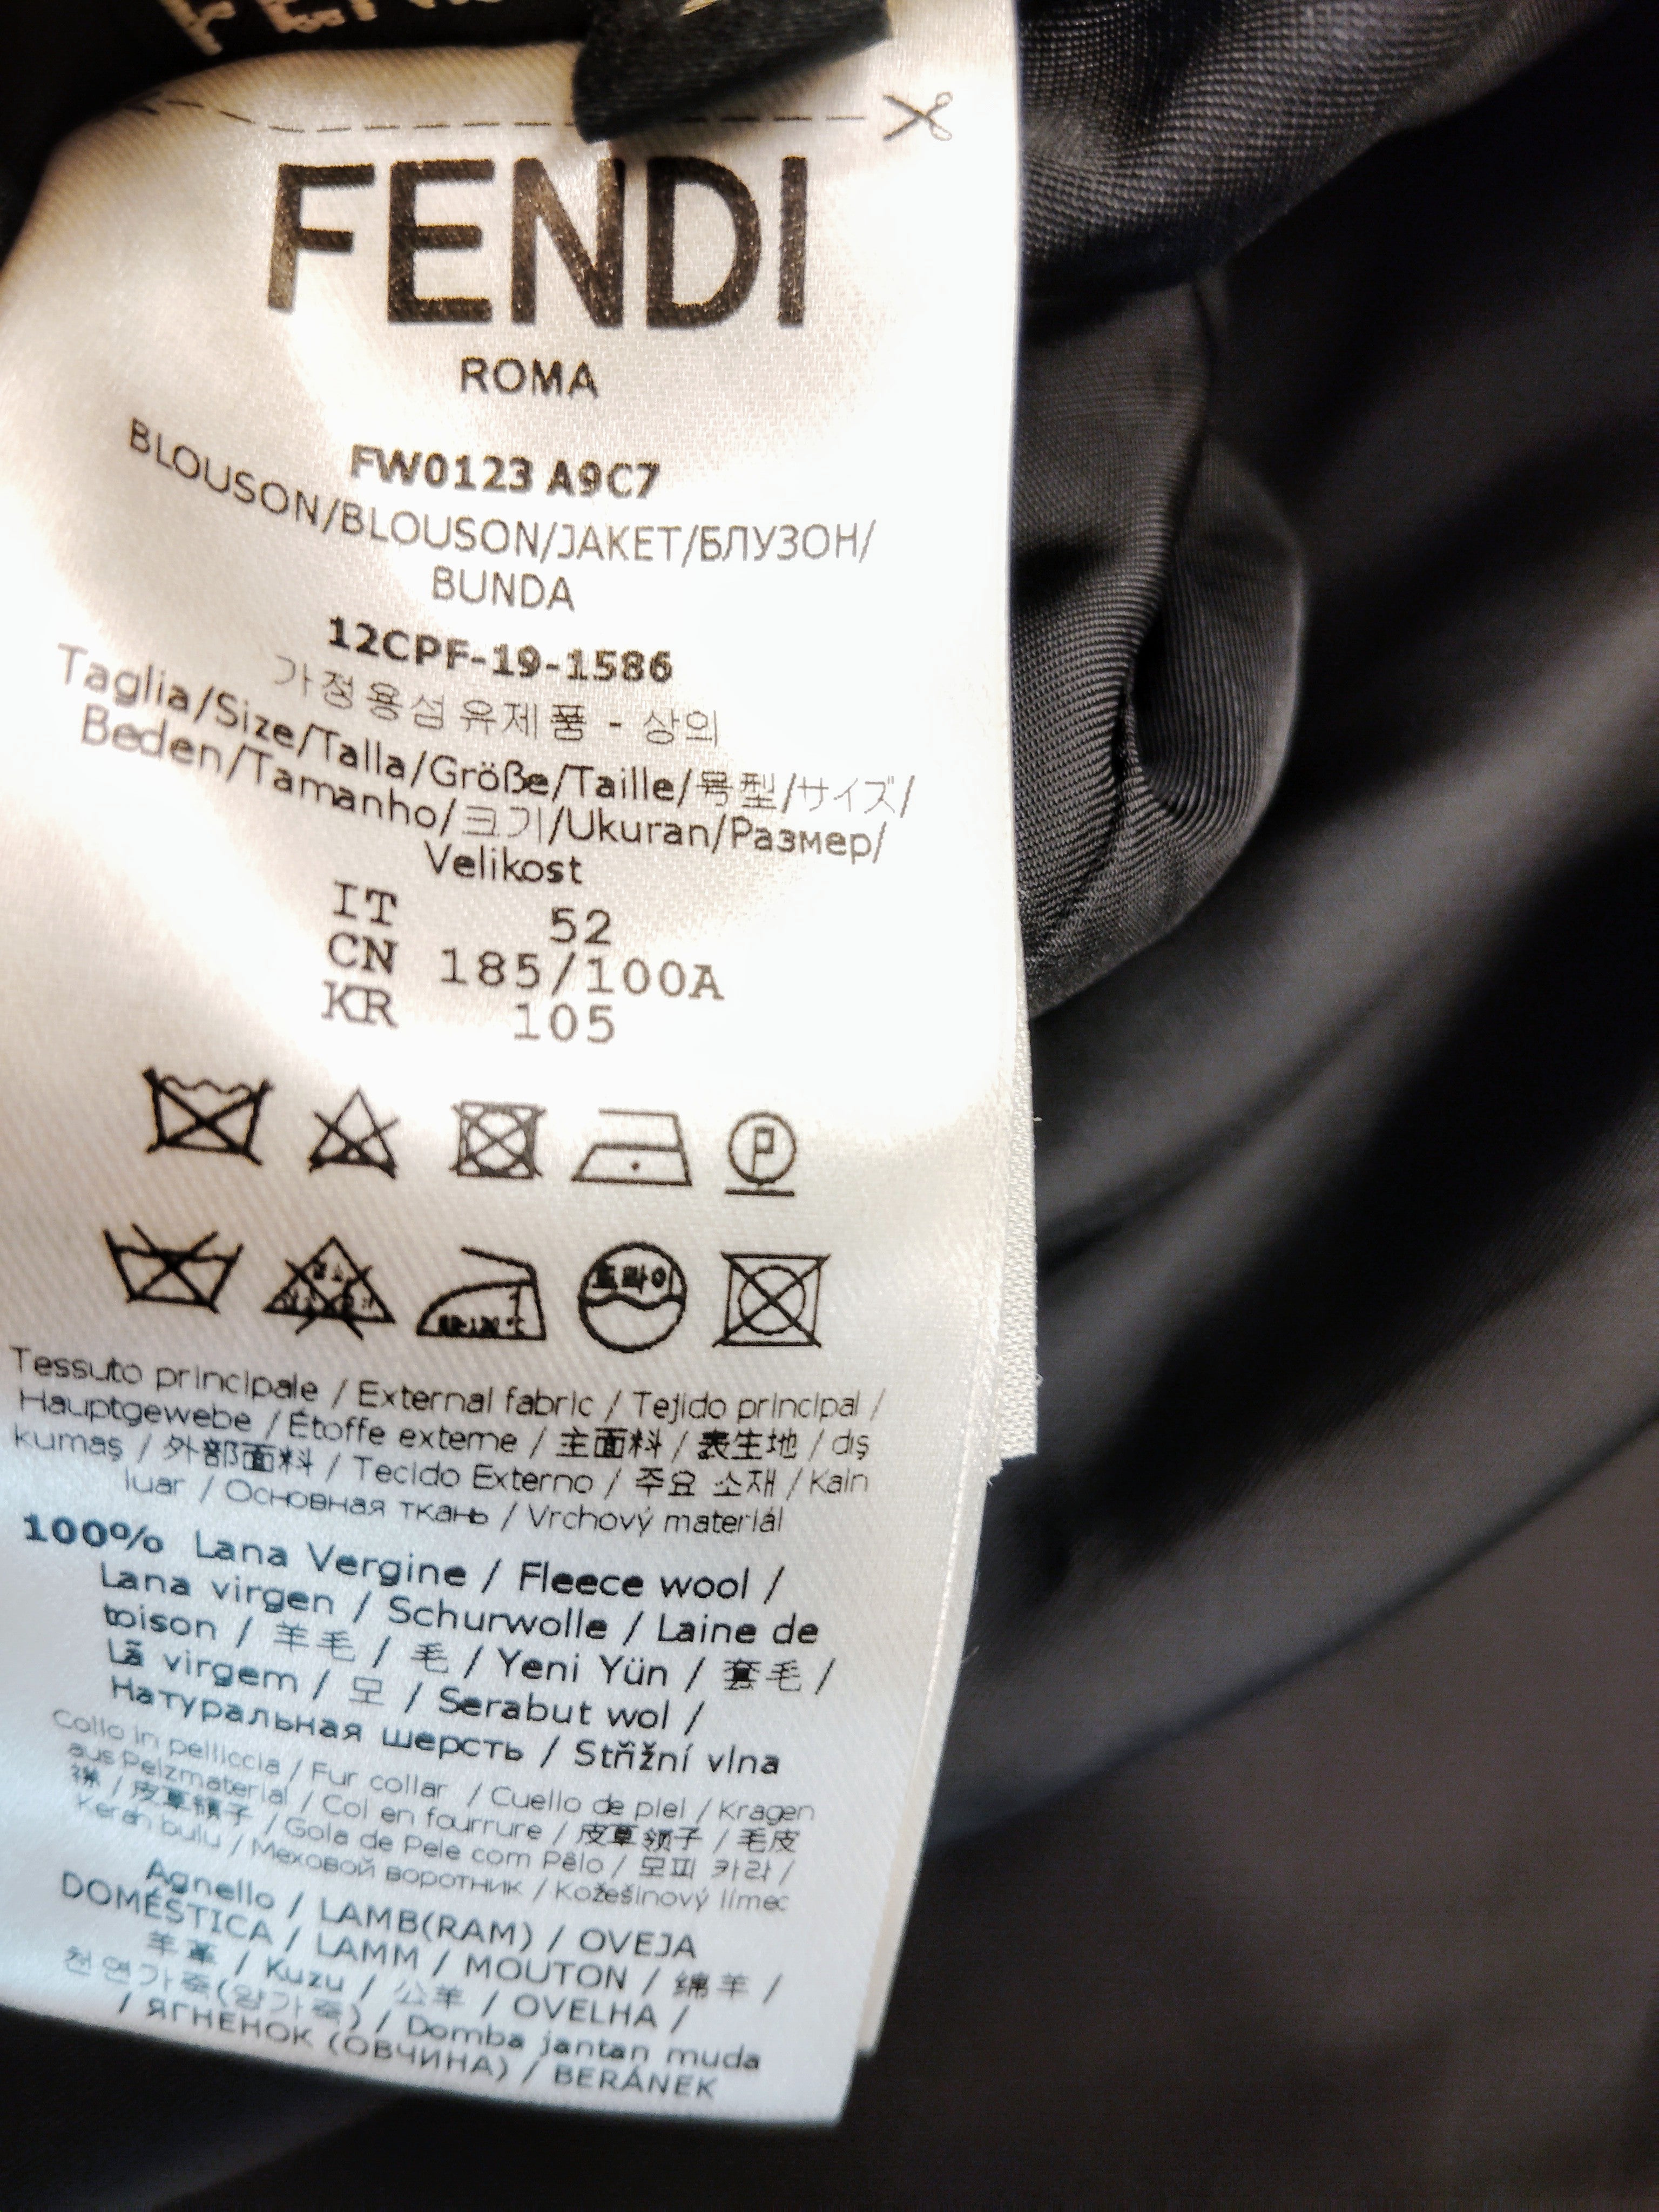 FENDI
ROMA
FW0123 A9C7
BLOUSON/BLOUSON/JAKET/БЛУЗОН/
BUNDA
12CPF-19-1586
가정용섬유제품 - 상의
Taglia/Size/Talla/Größe/Taille/号型/サイズ/
Beden/Tamanho/크기/Ukuran/Размер/
Velikost
IT 52
CN 185/100A
KR 105
P
드라이
Tessuto principale / External fabric / Tejido principal /
Hauptgewebe / Étoffe externe / 主面料 / 表生地 / dış
kumaş / 外部面料 / Tecido Externo / 주요 소재 / Kain
luar / Основная ткань / Vrchový materiál
100% Lana Vergine / Fleece wool /
Lana virgen / Schurwolle / Laine de
toison / 羊毛 / 毛 / Yeni Yün / 套毛 /
Lã virgem / 모 / Serabut wol /
Натуральная шерсть / Střižní vlna
Collo in pelliccia / Fur collar / Cuello de piel / Kragen
aus Pelzmaterial / Col en fourrure / 皮草领子 / 毛皮
襟 / 皮草領子 / Gola de Pele com Pêlo / 모피 카라 /
Keran bulu / Меховой воротник / Kožešinový límec
Agnello / LAMB(RAM) / OVEJA
DOMÉSTICA / LAMM / MOUTON / 绵羊 /
羊革 / Kuzu / 公羊 / OVELHA /
천연가죽(양가죽) / Domba jantan muda
/ ЯГНЕНОК (ОВЧИНА) / BERÁNEK